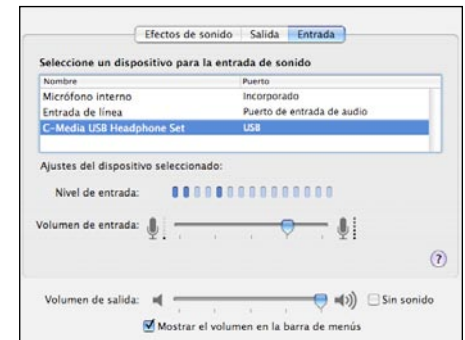 Efectos de sonido Salida Entrada
Seleccione un dispositivo para la entrada de sonido
Nombre Puerto
Micrófono interno Incorporado
Entrada de línea Puerto de entrada de audio
C-Media USB Headphone Set USB
Ajustes del dispositivo seleccionado:
Nivel de entrada:
Volumen de entrada:
?
Volumen de salida: Sin sonido
Mostrar el volumen en la barra de menús